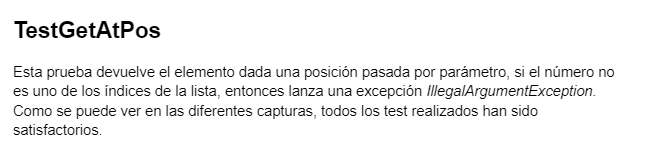 TestGetAtPos
Esta prueba devuelve el elemento dada una posición pasada por parámetro, si el número no
es uno de los índices de la lista, entonces lanza una excepción IllegalArgumentException.
Como se puede ver en las diferentes capturas, todos los test realizados han sido
satisfactorios.